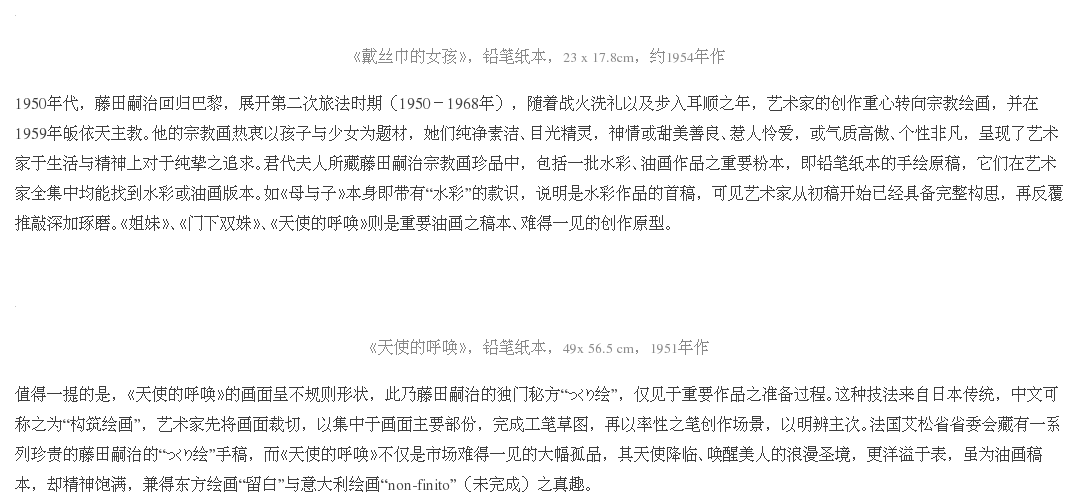 《戴丝巾的女孩》，铅笔纸本，23 x 17.8cm，约1954年作
1950年代，藤田嗣治回归巴黎，展开第二次旅法时期（1950－1968年），随着战火洗礼以及步入耳顺之年，艺术家的创作重心转向宗教绘画，并在
1959年皈依天主教。他的宗教画热衷以孩子与少女为题材，她们纯净素洁、目光精灵，神情或甜美善良、惹人怜爱，或气质高傲、个性非凡，呈现了艺术
家于生活与精神上对于纯挚之追求。君代夫人所藏藤田嗣治宗教画珍品中，包括一批水彩、油画作品之重要粉本，即铅笔纸本的手绘原稿，它们在艺术
家全集中均能找到水彩或油画版本。如《母与子》本身即带有“水彩”的款识，说明是水彩作品的首稿，可见艺术家从初稿开始已经具备完整构思，再反覆
推敲深加琢磨。《姐妹》、《门下双姝》、《天使的呼唤》则是重要油画之稿本、难得一见的创作原型。
《天使的呼唤》，铅笔纸本，49x 56.5 cm，1951年作
值得一提的是，《天使的呼唤》的画面呈不规则形状，此乃藤田嗣治的独门秘方“つくり绘”，仅见于重要作品之准备过程。这种技法来自日本传统，中文可
称之为“构筑绘画”，艺术家先将画面裁切，以集中于画面主要部份，完成工笔草图，再以率性之笔创作场景，以明辨主次。法国艾松省省委会藏有一系
列珍贵的藤田嗣治的“つくり绘”手稿，而《天使的呼唤》不仅是市场难得一见的大幅孤品，其天使降临、唤醒美人的浪漫圣境，更洋溢于表，虽为油画稿
本，却精神饱满，兼得东方绘画“留白”与意大利绘画“non-finito”（未完成）之真趣。